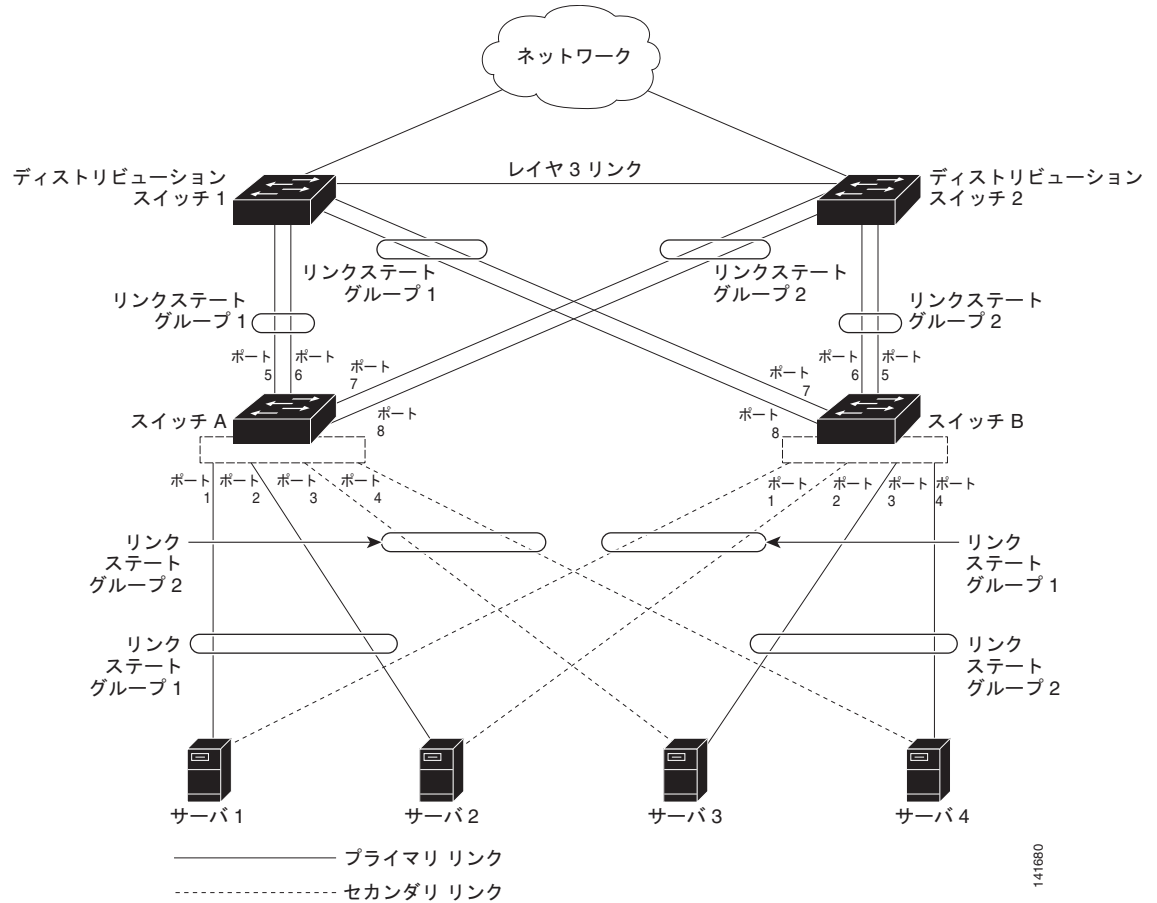 ネットワーク
ディストリビューション
スイッチ 1
レイヤ 3 リンク
ディストリビューション
スイッチ 2
リンクステート
グループ 1
リンクステート
グループ 2
リンクステート
グループ 1
リンクステート
グループ 2
ポート
5
ポート
6
ポート
7
ポート
8
ポート
7
ポート
6
ポート
5
ポート
8
スイッチ A
スイッチ B
ポート
1
ポート
2
ポート
3
ポート
4
ポート
1
ポート
2
ポート
3
ポート
4
リンク
ステート
グループ 2
リンク
ステート
グループ 1
リンク
ステート
グループ 1
リンク
ステート
グループ 2
サーバ 1
サーバ 2
サーバ 3
サーバ 4
プライマリ リンク
セカンダリ リンク
141680